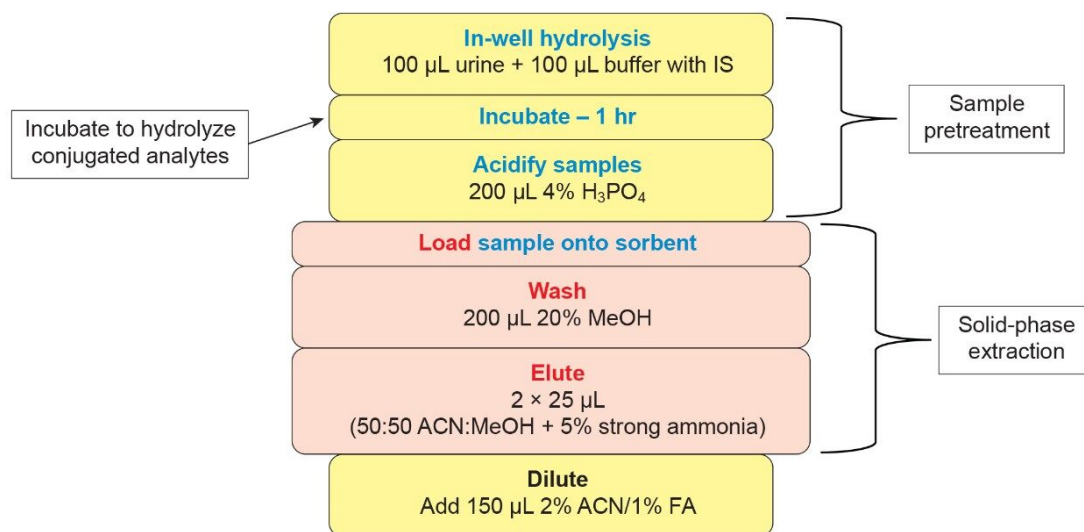 In-well hydrolysis
100 µL urine + 100 µL buffer with IS
Incubate to hydrolyze
conjugated analytes
Incubate – 1 hr
Sample
pretreatment
Acidify samples
200 µL 4% H₃PO₄
Load sample onto sorbent
Wash
200 µL 20% MeOH
Solid-phase
extraction
Elute
2 × 25 µL
(50:50 ACN:MeOH + 5% strong ammonia)
Dilute
Add 150 µL 2% ACN/1% FA